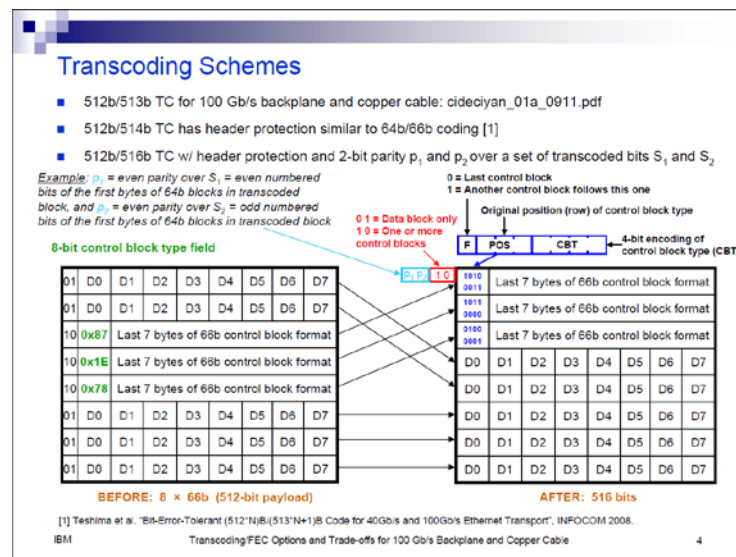 Transcoding Schemes
512b/513b TC for 100 Gb/s backplane and copper cable: cideciyan_01a_0911.pdf
512b/514b TC has header protection similar to 64b/66b coding [1]
512b/516b TC w/ header protection and 2-bit parity p1 and p2 over a set of transcoded bits S1 and S2
Example: p1 = even parity over S1 = even numbered
bits of the first bytes of 64b blocks in transcoded
block, and p2 = even parity over S2 = odd numbered
bits of the first bytes of 64b blocks in transcoded block
0 = Last control block
1 = Another control block follows this one
Original position (row) of control block type
0 1 = Data block only
1 0 = One or more
control blocks
F POS CBT
4-bit encoding of
control block type (CBT)
8-bit control block type field
P1 P2 1 0
01 D0 D1 D2 D3 D4 D5 D6 D7
01 D0 D1 D2 D3 D4 D5 D6 D7
10 0x87 Last 7 bytes of 66b control block format
10 0x1E Last 7 bytes of 66b control block format
10 0x78 Last 7 bytes of 66b control block format
01 D0 D1 D2 D3 D4 D5 D6 D7
01 D0 D1 D2 D3 D4 D5 D6 D7
01 D0 D1 D2 D3 D4 D5 D6 D7
BEFORE: 8 × 66b (512-bit payload)
1010
0011
Last 7 bytes of 66b control block format
1011
0000
Last 7 bytes of 66b control block format
0100
0001
Last 7 bytes of 66b control block format
D0 D1 D2 D3 D4 D5 D6 D7
D0 D1 D2 D3 D4 D5 D6 D7
D0 D1 D2 D3 D4 D5 D6 D7
D0 D1 D2 D3 D4 D5 D6 D7
D0 D1 D2 D3 D4 D5 D6 D7
AFTER: 516 bits
[1] Teshima et al. "Bit-Error-Tolerant (512*N)B/(513*N+1)B Code for 40Gb/s and 100Gb/s Ethernet Transport", INFOCOM 2008.
IBM
Transcoding/FEC Options and Trade-offs for 100 Gb/s Backplane and Copper Cable
4